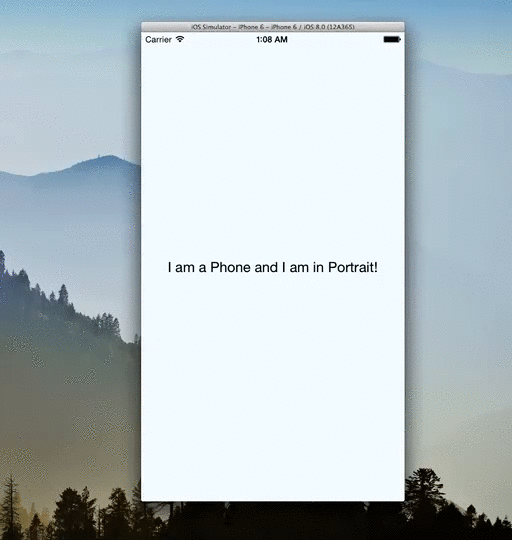 iOS Simulator - iPhone 6 - iPhone 6 / iOS 8.0 (12A365)
Carrier 1:08 AM
I am a Phone and I am in Portrait!